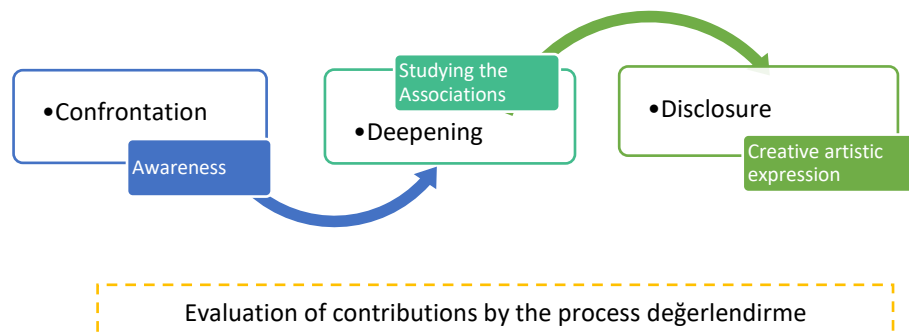 •Confrontation
Awareness
Studying the
Associations
•Deepening
•Disclosure
Creative artistic
expression
Evaluation of contributions by the process değerlendirme